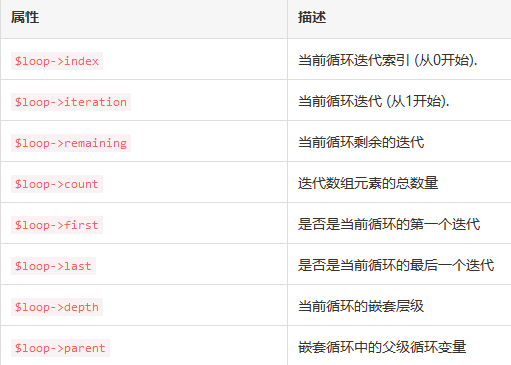 属性 描述
$loop->index 当前循环迭代索引 (从0开始).
$loop->iteration 当前循环迭代 (从1开始).
$loop->remaining 当前循环剩余的迭代
$loop->count 迭代数组元素的总数量
$loop->first 是否是当前循环的第一个迭代
$loop->last 是否是当前循环的最后一个迭代
$loop->depth 当前循环的嵌套层级
$loop->parent 嵌套循环中的父级循环变量